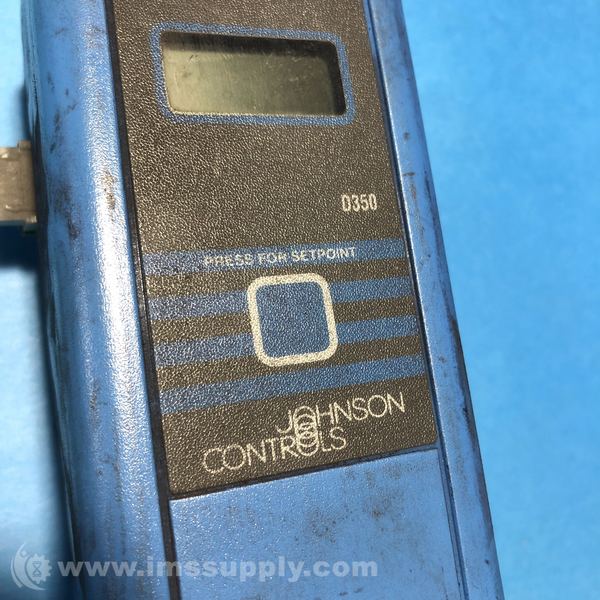 D350
PRESS FOR SETPOINT
JOHNSON
CONTROLS
www.imssupply.com